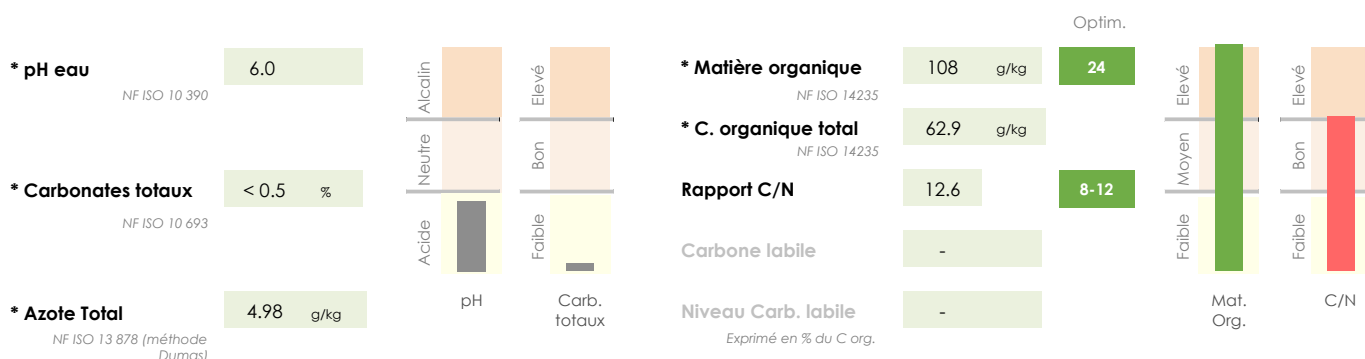 Optim.
* pH eau
6.0
NF ISO 10 390
* Carbonates totaux
< 0.5 %
NF ISO 10 693
* Azote Total
4.98 g/kg
NF ISO 13 878 (méthode
Dumas)
Alcalin
Neutre
Acide
pH
Elevé
Bon
Faible
Carb.
totaux
* Matière organique
108 g/kg
24
NF ISO 14235
* C. organique total
62.9 g/kg
NF ISO 14235
Rapport C/N
12.6
8-12
Carbone labile
-
Niveau Carb. labile
-
Exprimé en % du C org.
Elevé
Moyen
Faible
Mat.
Org.
Elevé
Bon
Faible
C/N